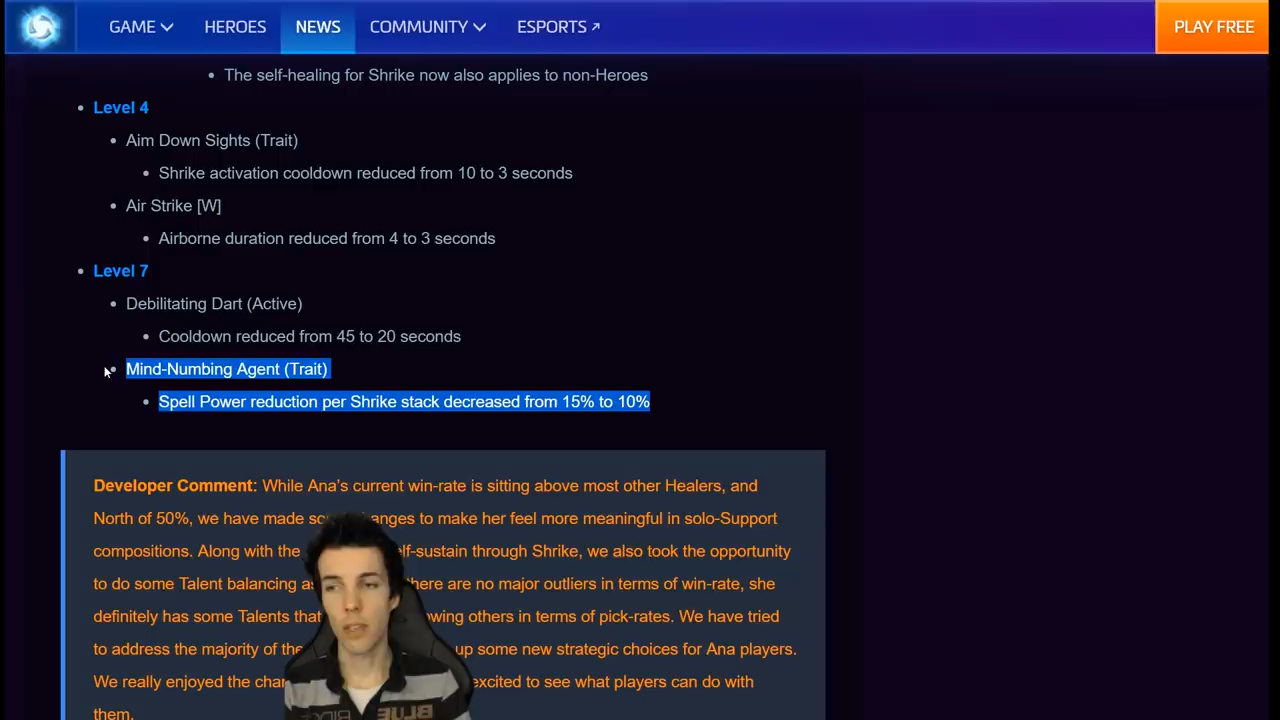 GAME HEROES NEWS COMMUNITY ESPORTS PLAY FREE
• The self-healing for Shrike now also applies to non-Heroes
• Level 4
• Aim Down Sights (Trait)
• Shrike activation cooldown reduced from 10 to 3 seconds
• Air Strike [W]
• Airborne duration reduced from 4 to 3 seconds
• Level 7
• Debilitating Dart (Active)
• Cooldown reduced from 45 to 20 seconds
• Mind-Numbing Agent (Trait)
• Spell Power reduction per Shrike stack decreased from 15% to 10%
Developer Comment: While Ana's current win-rate is sitting above most other Healers, and
North of 50%, we have made changes to make her feel more meaningful in solo-Support
compositions. Along with the self-sustain through Shrike, we also took the opportunity
to do some Talent balancing there are no major outliers in terms of win-rate, she
definitely has some Talents that others in terms of pick-rates. We have tried
to address the majority of up some new strategic choices for Ana players.
We really enjoyed the excited to see what players can do with
them.
BLUE